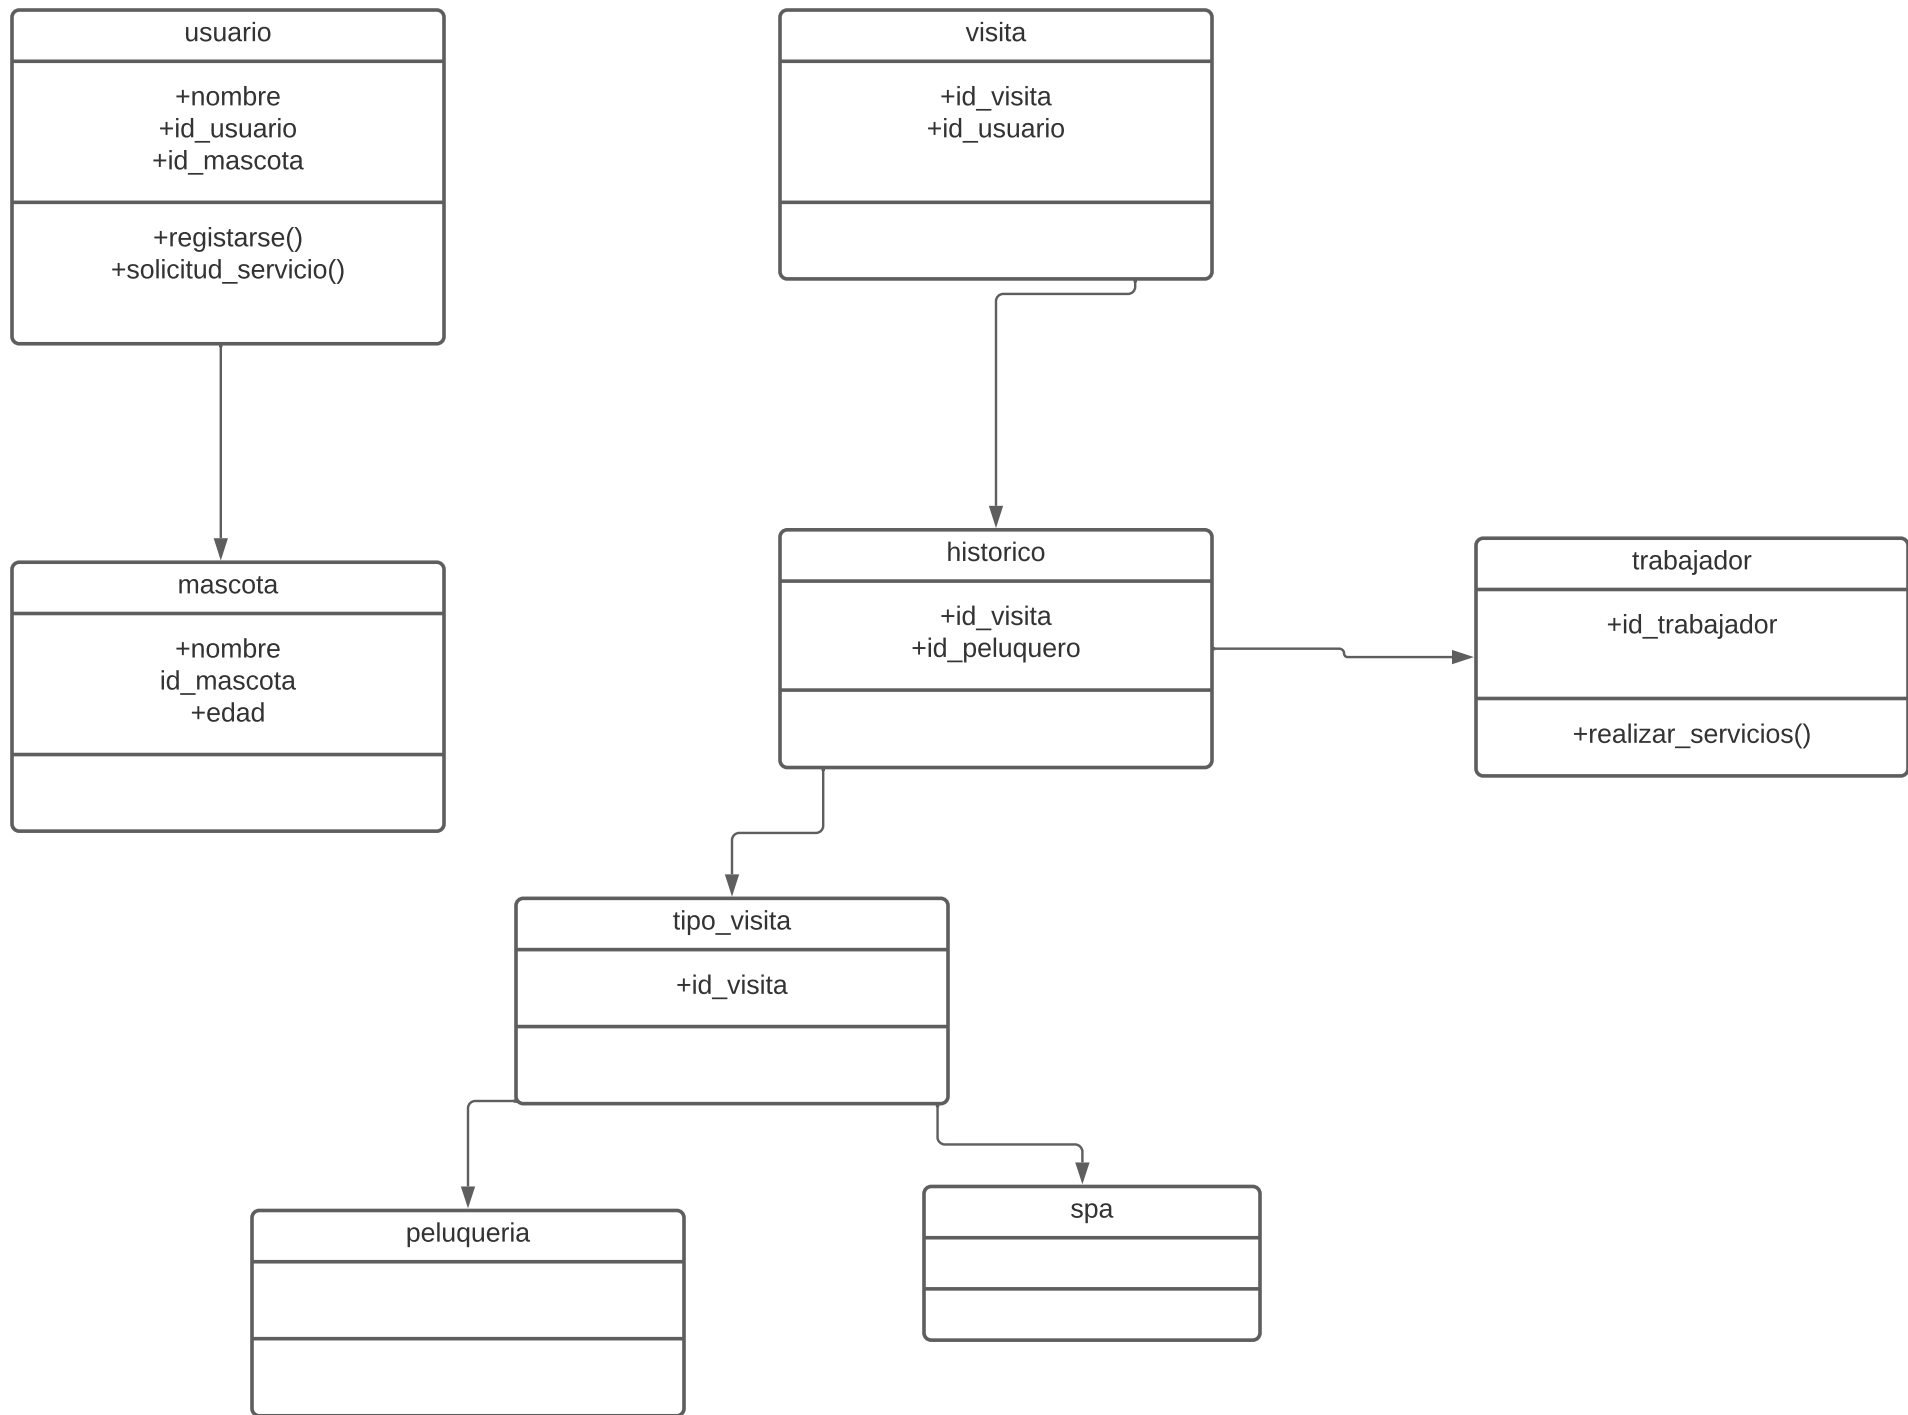 usuario
+nombre
+id_usuario
+id_mascota
+registarse()
+solicitud_servicio()
visita
+id_visita
+id_usuario
mascota
+nombre
id_mascota
+edad
historico
+id_visita
+id_peluquero
trabajador
+id_trabajador
+realizar_servicios()
tipo_visita
+id_visita
peluqueria
spa